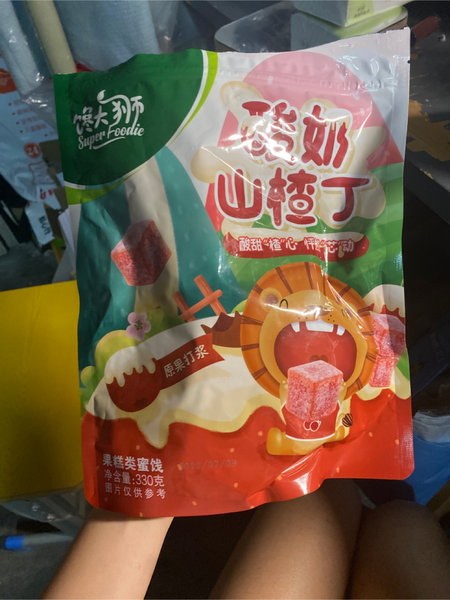 馋大狮
Super Foodie
酸奶
山楂丁
酸甜“楂”心
原果打浆
果糕类蜜饯
净含量:330克
图片仅供参考